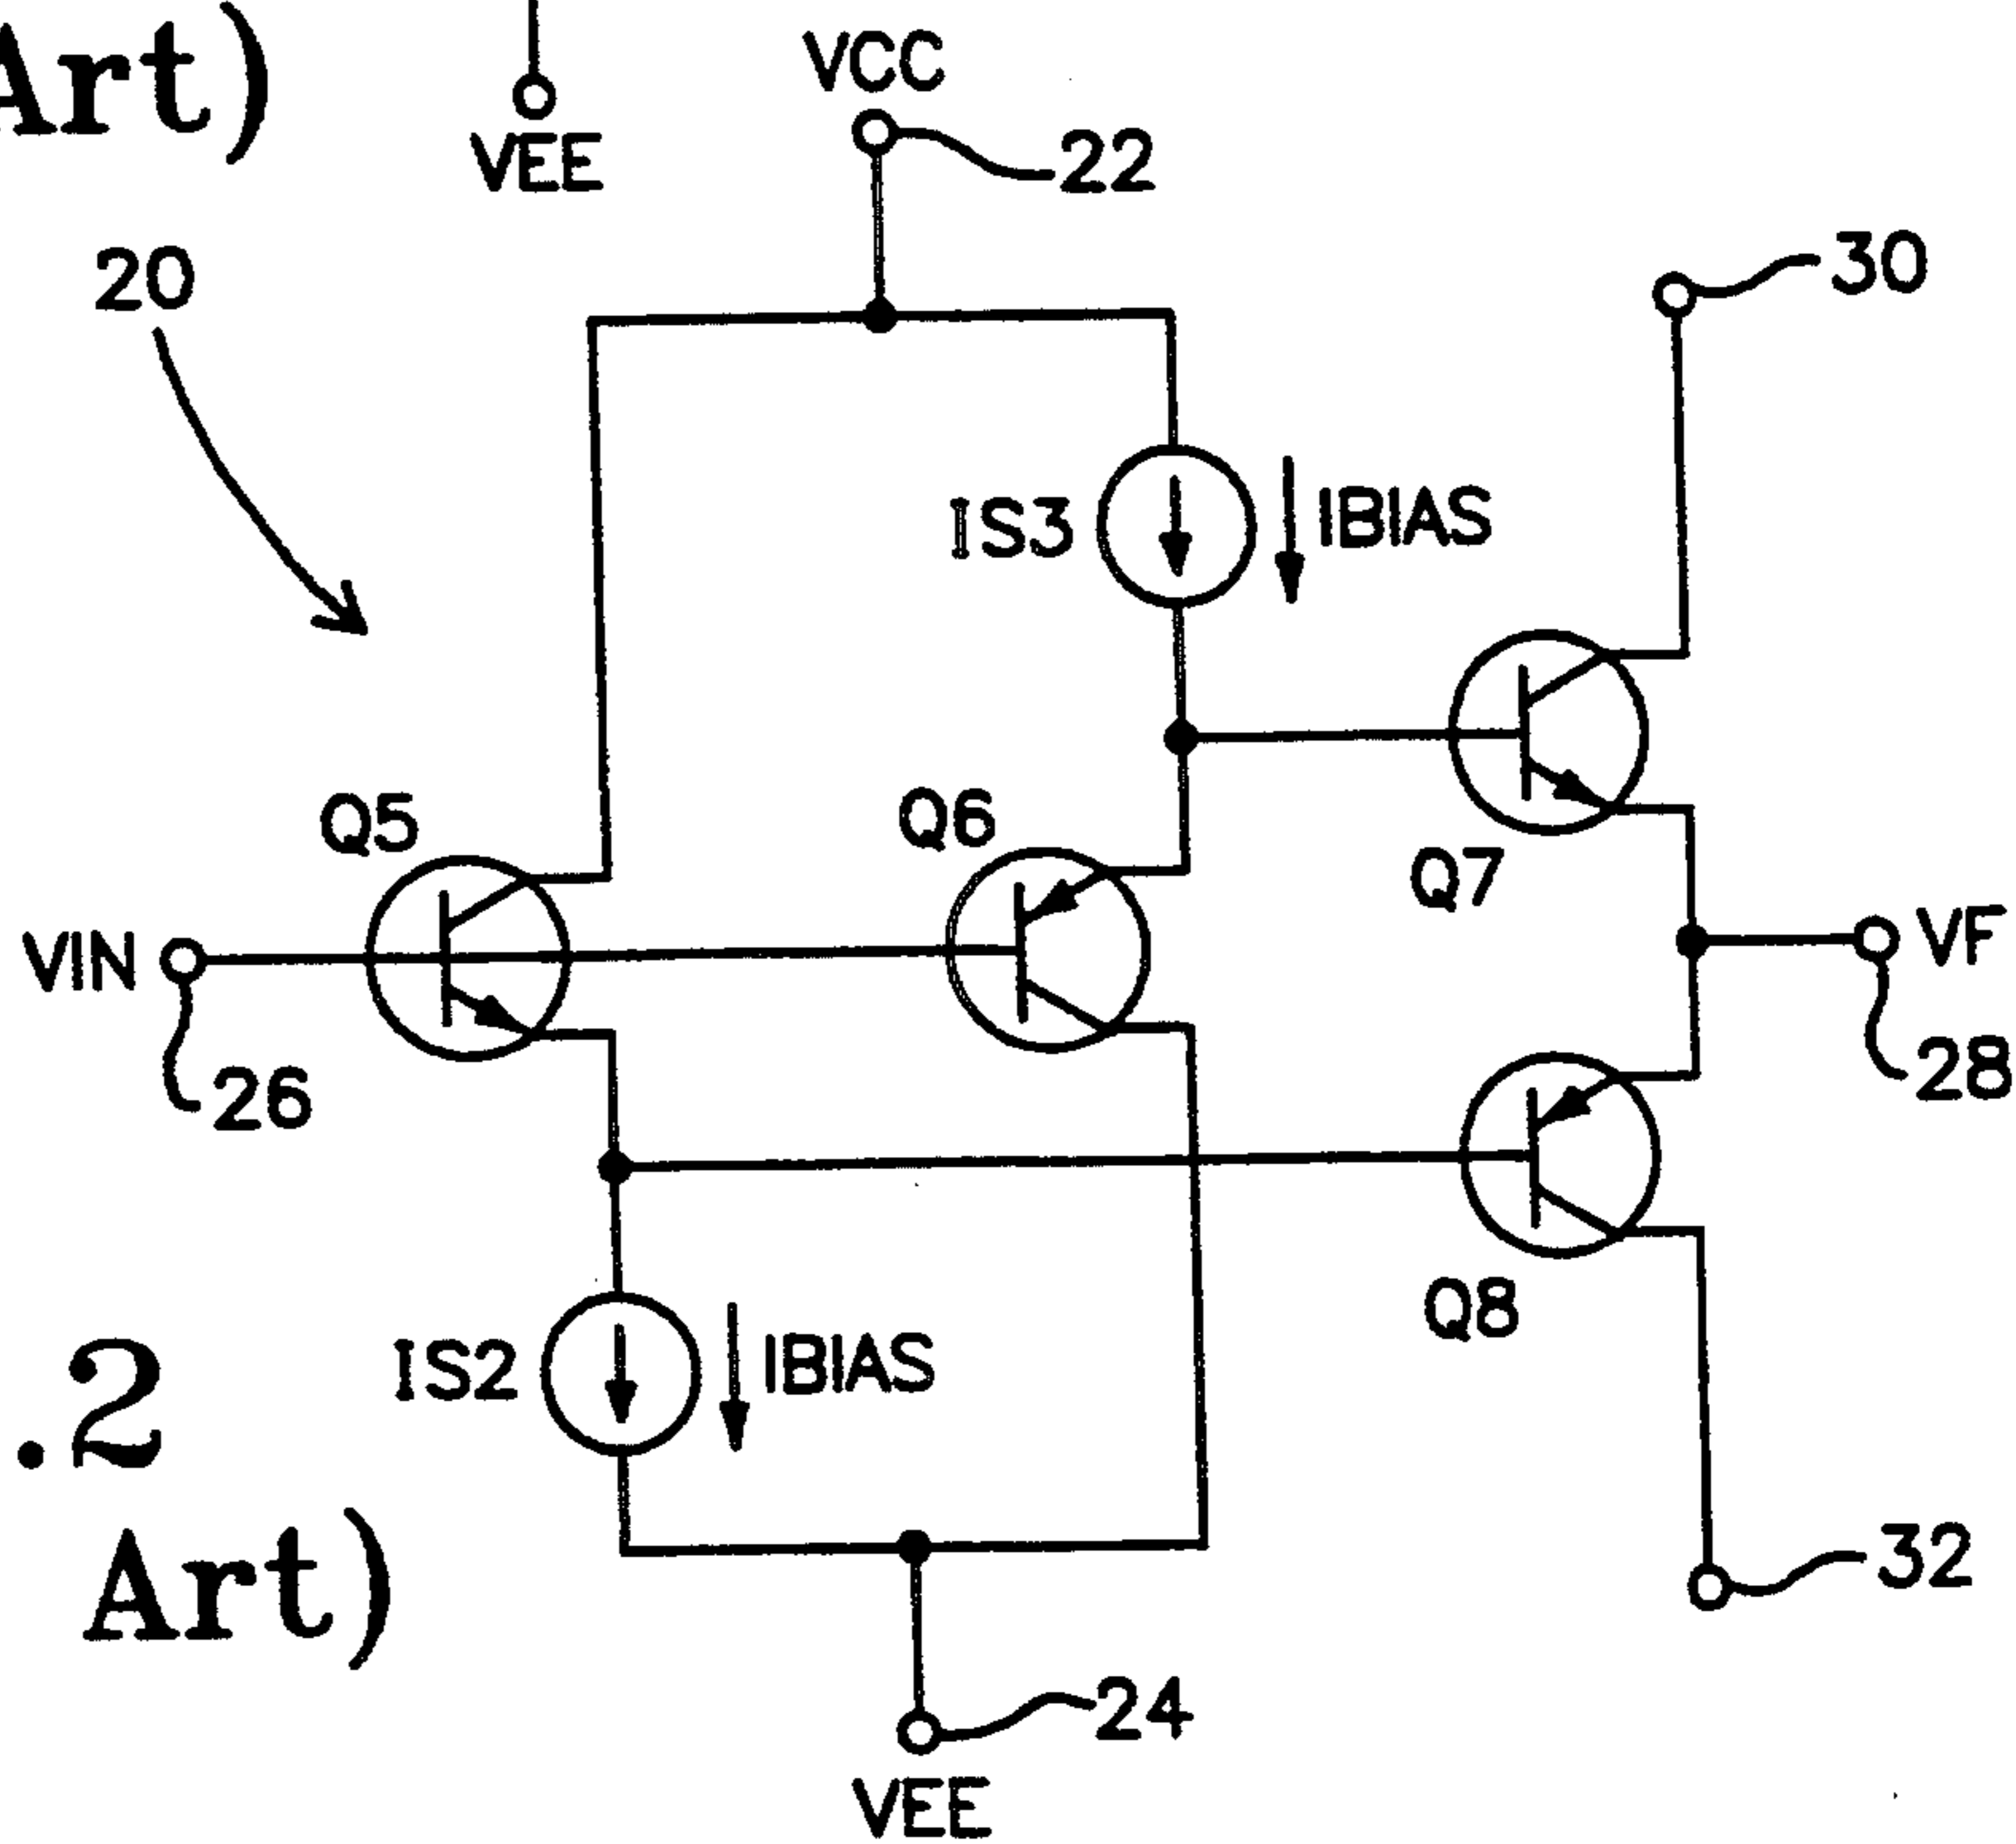 Art)
VEE
VCC
22
20
30
IS3
IBIAS
Q5
Q6
Q7
VIN
VF
26
28
Q8
IS2
IBIAS
.2
Art)
32
24
VEE